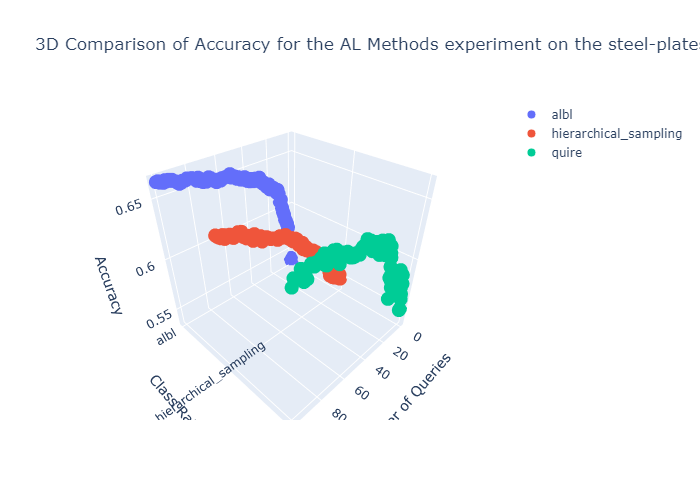 3D Comparison of Accuracy for the AL Methods experiment on the steel-plates
albl
hierarchical_sampling
quire
0.65
0.6
0.55
Accuracy
albl
hierarchical_sampling
0
20
40
60
80
of Queries